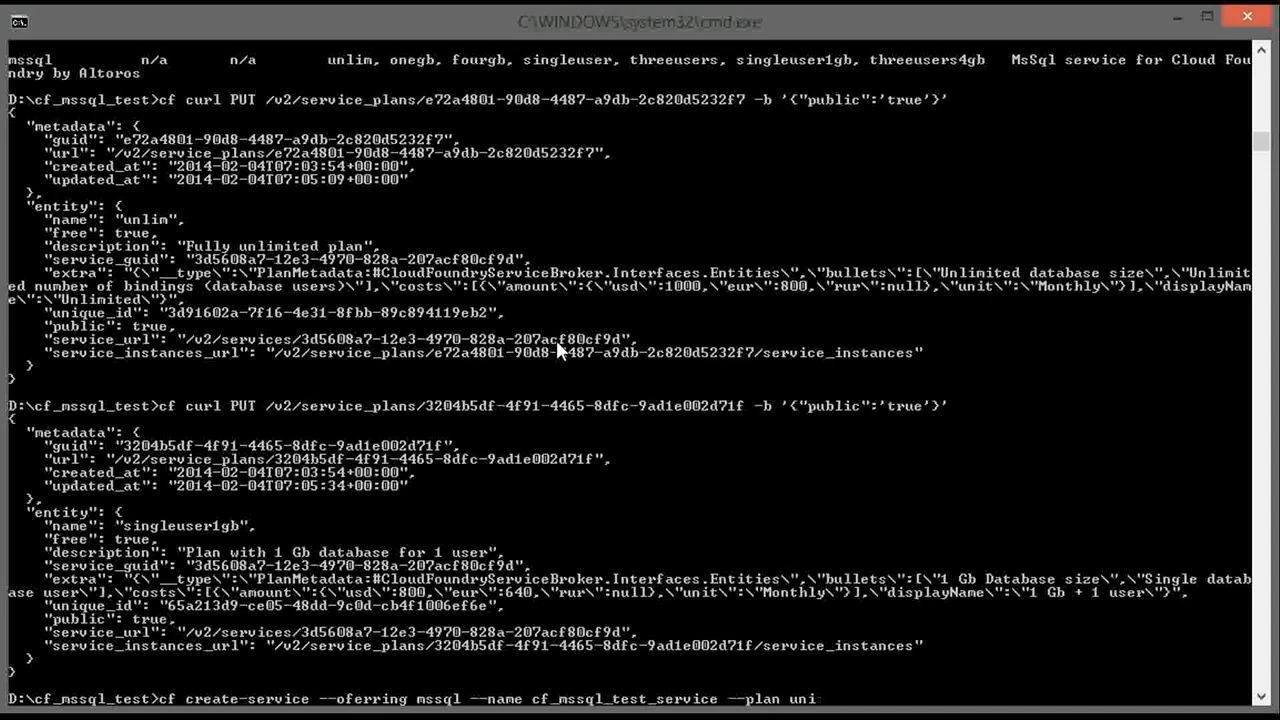 C:\WINDOWS\system32\cmd.exe
mssql n/a n/a unlim, onegb, fourgb, singleuser, threeusers, singleuser1gb, threeusers4gb MsSql service for Cloud Fou
ndry by Altoros
D:\cf_mssql_test>cf curl PUT /v2/service_plans/e72a4801-90d8-4487-a9db-2c820d5232f7 -b '{"public":'true'}'
{
"metadata": {
"guid": "e72a4801-90d8-4487-a9db-2c820d5232f7",
"url": "/v2/service_plans/e72a4801-90d8-4487-a9db-2c820d5232f7",
"created_at": "2014-02-04T07:03:54+00:00",
"updated_at": "2014-02-04T07:05:09+00:00"
},
"entity": {
"name": "unlim",
"free": true,
"description": "Fully unlimited plan",
"service_guid": "3d5608a7-12e3-4970-828a-207acf80cf9d",
"extra": "{\"__type\":\"PlanMetadata:#CloudFoundryServiceBroker.Interfaces.Entities\",\"bullets\":[\"Unlimited database size\",\"Unlimit
ed number of bindings (database users)\"],\"costs\":[{\"amount\":{\"usd\":1000,\"eur\":800,\"rur\":null},\"unit\":\"Monthly\"}],\"displayNam
e\":\"Unlimited\"}",
"unique_id": "3d91602a-7f16-4e31-8fbb-89c894119eb2",
"public": true,
"service_url": "/v2/services/3d5608a7-12e3-4970-828a-207acf80cf9d",
"service_instances_url": "/v2/service_plans/e72a4801-90d8-4487-a9db-2c820d5232f7/service_instances"
}
}
D:\cf_mssql_test>cf curl PUT /v2/service_plans/3204b5df-4f91-4465-8dfc-9ad1e002d71f -b '{"public":'true'}'
{
"metadata": {
"guid": "3204b5df-4f91-4465-8dfc-9ad1e002d71f",
"url": "/v2/service_plans/3204b5df-4f91-4465-8dfc-9ad1e002d71f",
"created_at": "2014-02-04T07:03:54+00:00",
"updated_at": "2014-02-04T07:05:34+00:00"
},
"entity": {
"name": "singleuser1gb",
"free": true,
"description": "Plan with 1 Gb database for 1 user",
"service_guid": "3d5608a7-12e3-4970-828a-207acf80cf9d",
"extra": "{\"__type\":\"PlanMetadata:#CloudFoundryServiceBroker.Interfaces.Entities\",\"bullets\":[\"1 Gb Database size\",\"Single datab
ase user\"],\"costs\":[{\"amount\":{\"usd\":800,\"eur\":640,\"rur\":null},\"unit\":\"Monthly\"}],\"displayName\":\"1 Gb + 1 user\"}",
"unique_id": "65a213d9-ce05-48dd-9c0d-cb4f1006ef6e",
"public": true,
"service_url": "/v2/services/3d5608a7-12e3-4970-828a-207acf80cf9d",
"service_instances_url": "/v2/service_plans/3204b5df-4f91-4465-8dfc-9ad1e002d71f/service_instances"
}
}
D:\cf_mssql_test>cf create-service --oferring mssql --name cf_mssql_test_service --plan uni